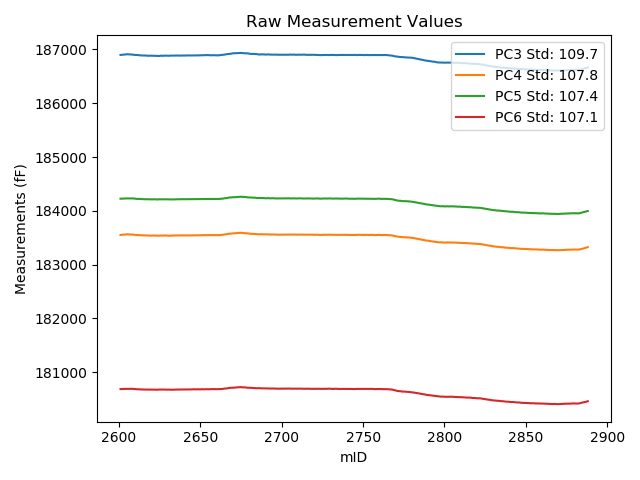 Raw Measurement Values
187000
186000
185000
184000
183000
182000
181000
Measurements (fF)
PC3 Std: 109.7
PC4 Std: 107.8
PC5 Std: 107.4
PC6 Std: 107.1
2600
2650
2700
2750
2800
2850
2900
mID